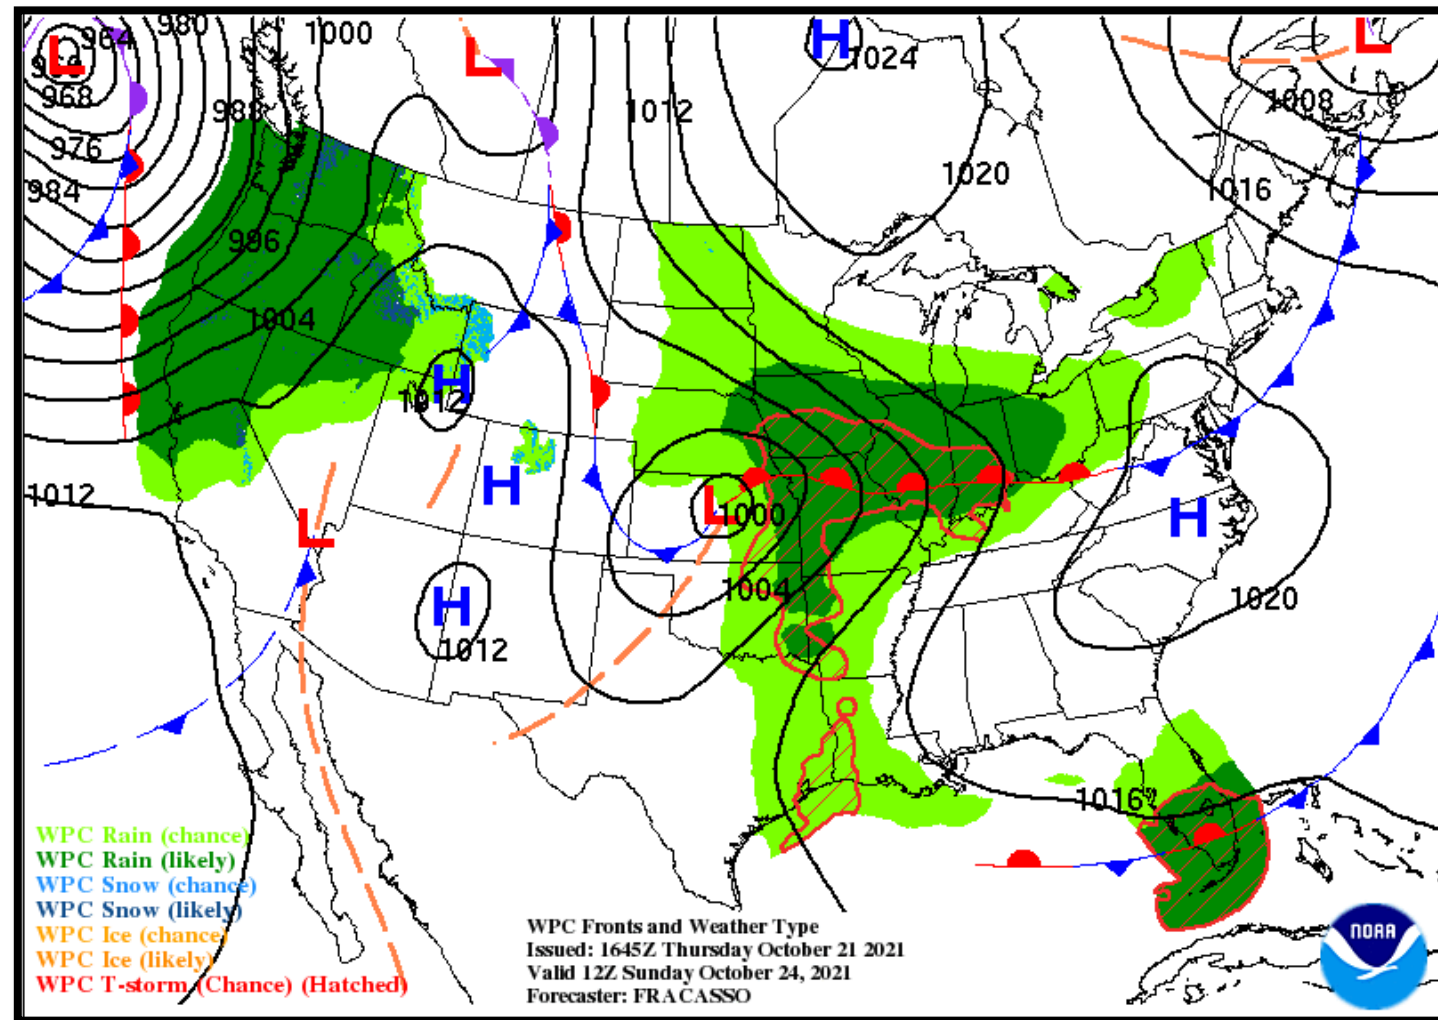 964
980
1000
L
960
968
976
984
988
L
1012
H
1024
1020
L
1008
1016
996
1004
H
1012
H
1012
L
L
1000
1004
H
1012
H
1020
1016
WPC Rain (chance)
WPC Rain (likely)
WPC Snow (chance)
WPC Snow (likely)
WPC Ice (chance)
WPC Ice (likely)
WPC T-storm (Chance) (Hatched)
WPC Fronts and Weather Type
Issued: 1645Z Thursday October 21 2021
Valid 12Z Sunday October 24, 2021
Forecaster: FRACASSO
NOAA